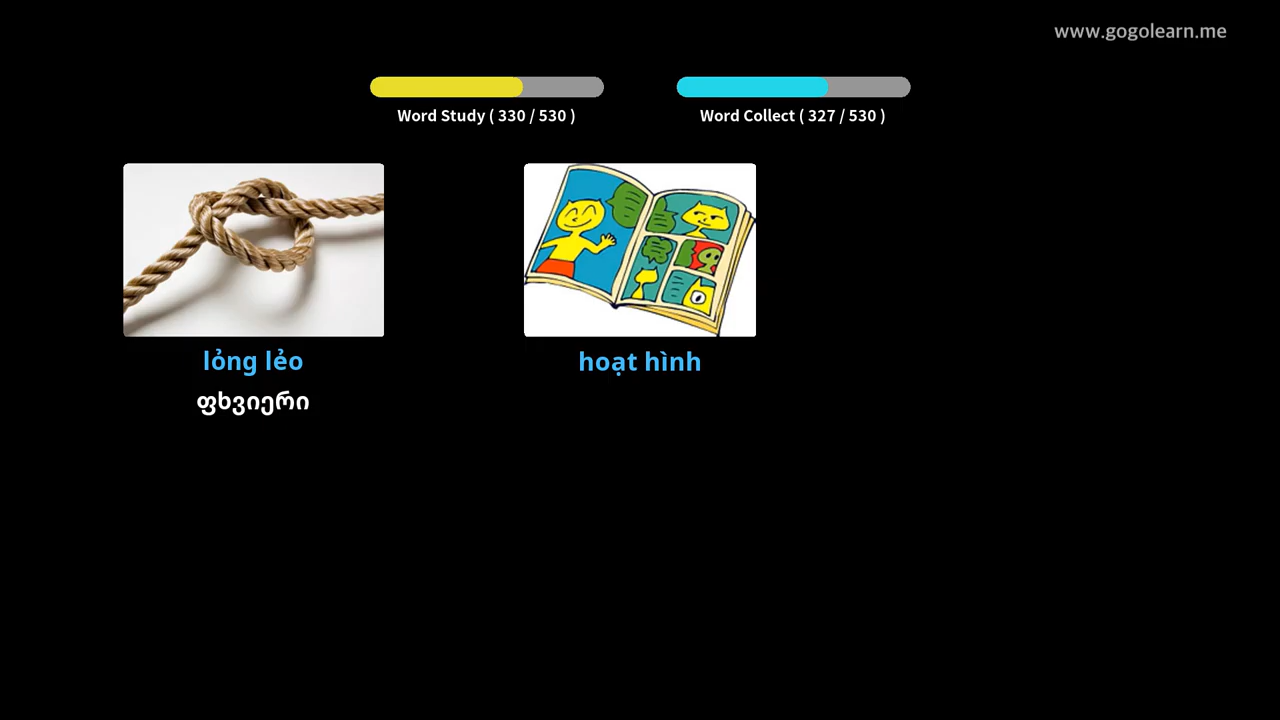 www.gogolearn.me
Word Study ( 330 / 530 )
Word Collect ( 327 / 530 )
lỏng lẻo
ფხვიერი
hoạt hình